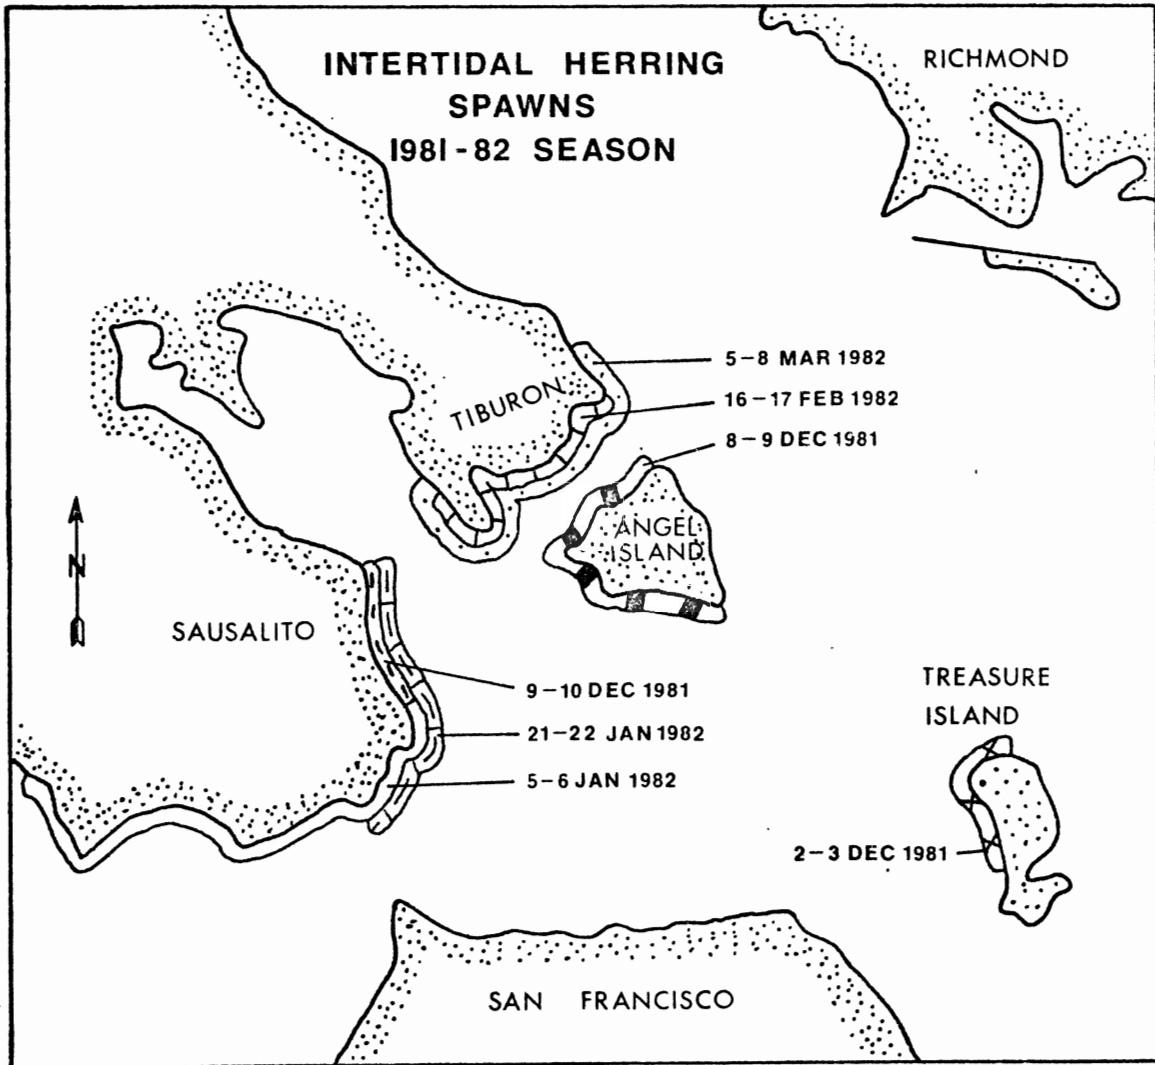 INTERTIDAL HERRING
SPAWNS
1981-82 SEASON
RICHMOND
5-8 MAR 1982
16-17 FEB 1982
8-9 DEC 1981
TIBURON
ANGEL
ISLAND
N
SAUSALITO
9-10 DEC 1981
21-22 JAN 1982
5-6 JAN 1982
TREASURE
ISLAND
2-3 DEC 1981
SAN FRANCISCO